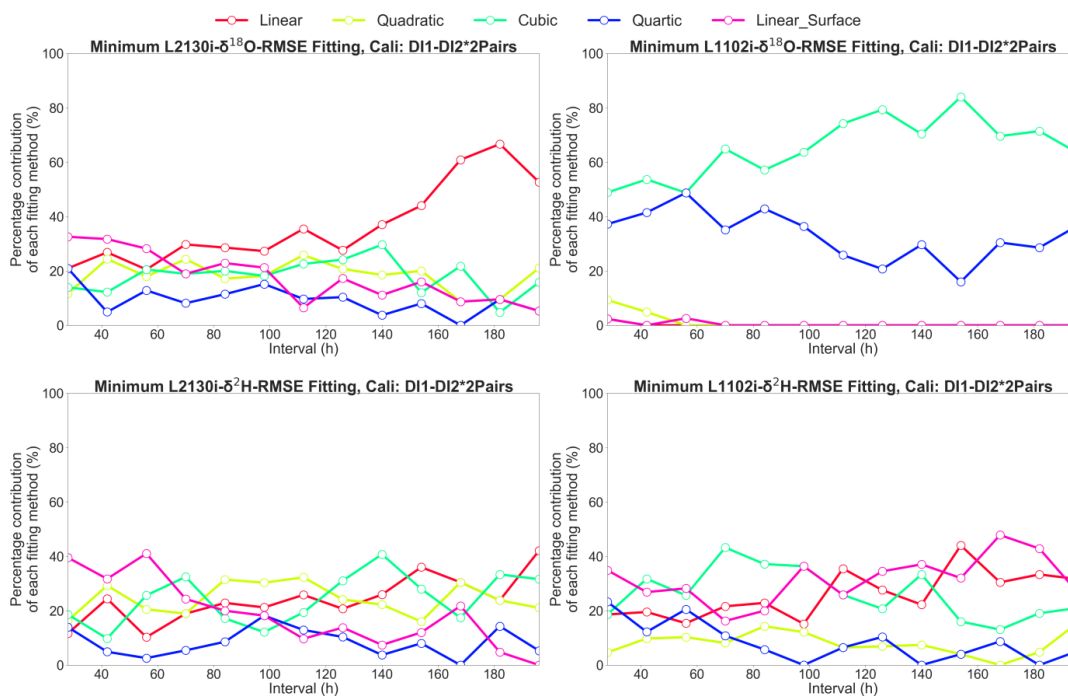 Linear Quadratic Cubic Quartic Linear_Surface
Minimum L2130i-δ¹⁸O-RMSE Fitting, Cali: DI1-DI2*2Pairs
Percentage contribution
of each fitting method (%)
100
80
60
40
20
0
40 60 80 100 120 140 160 180
Interval (h)
Minimum L1102i-δ¹⁸O-RMSE Fitting, Cali: DI1-DI2*2Pairs
Percentage contribution
of each fitting method (%)
100
80
60
40
20
0
40 60 80 100 120 140 160 180
Interval (h)
Minimum L2130i-δ²H-RMSE Fitting, Cali: DI1-DI2*2Pairs
Percentage contribution
of each fitting method (%)
100
80
60
40
20
0
40 60 80 100 120 140 160 180
Interval (h)
Minimum L1102i-δ²H-RMSE Fitting, Cali: DI1-DI2*2Pairs
Percentage contribution
of each fitting method (%)
100
80
60
40
20
0
40 60 80 100 120 140 160 180
Interval (h)